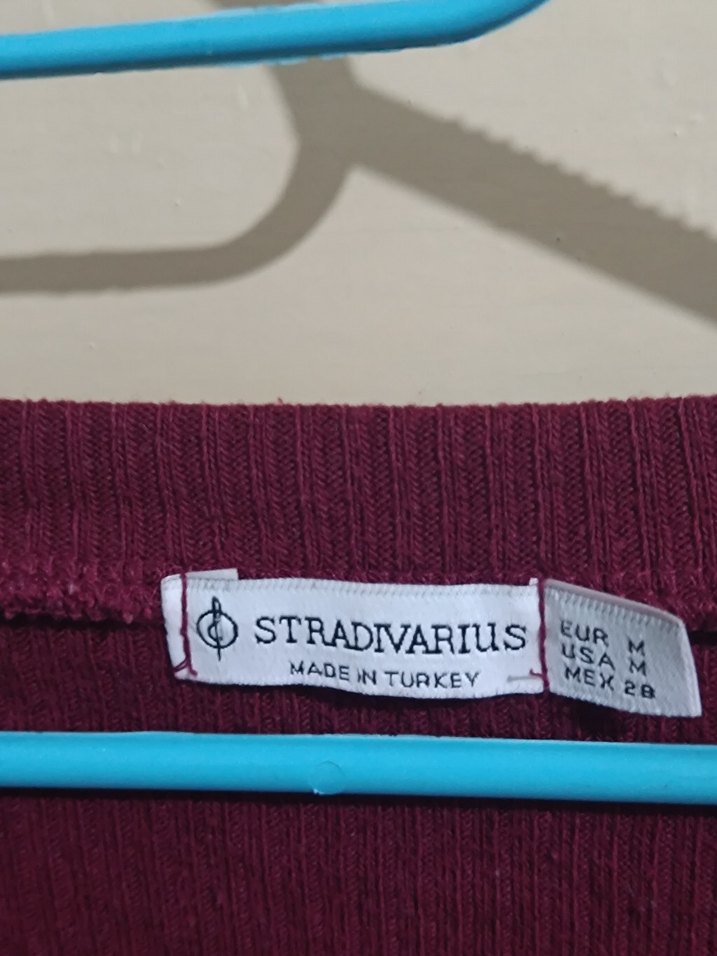 STRADIVARIUS
MADE IN TURKEY
EUR M
USA M
MEX 28